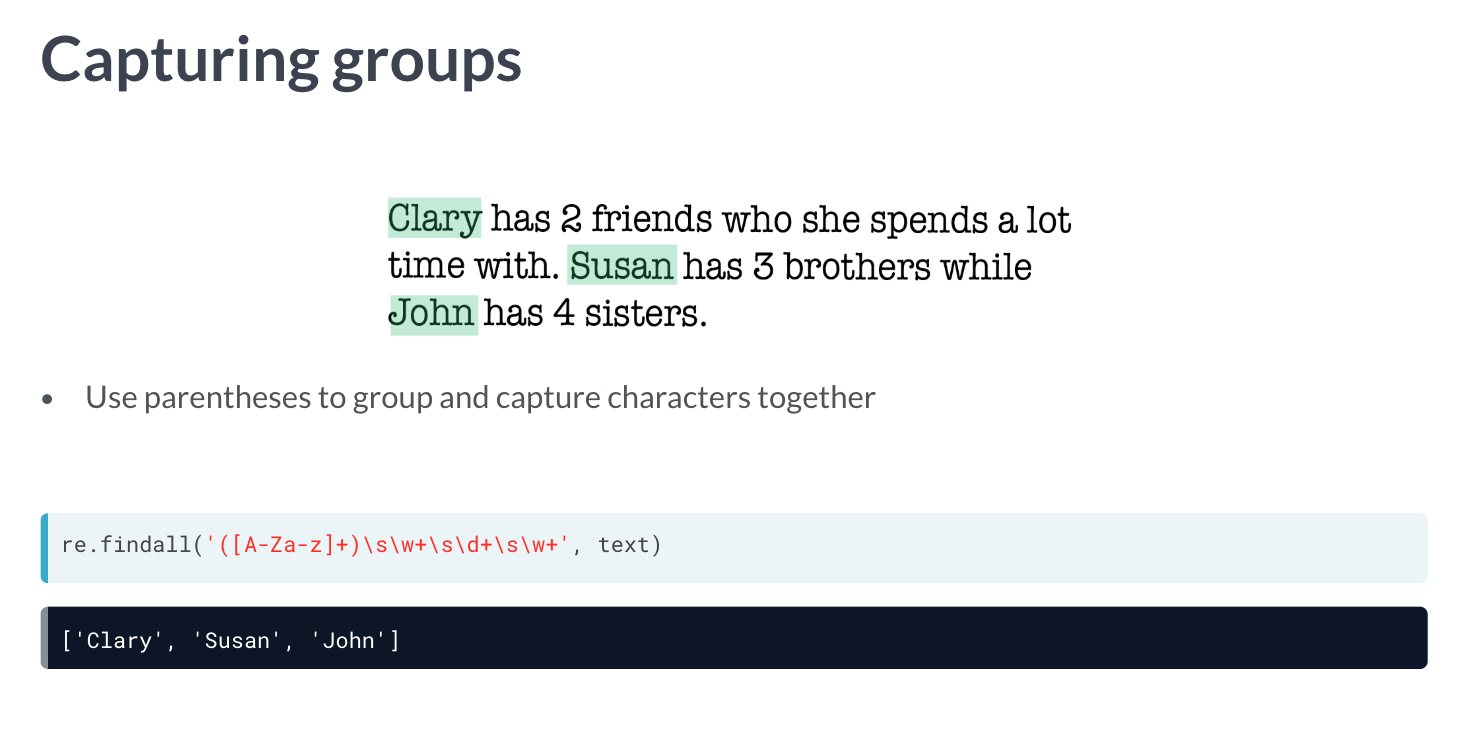 Capturing groups
Clary has 2 friends who she spends a lot
time with. Susan has 3 brothers while
John has 4 sisters.
• Use parentheses to group and capture characters together
re.findall('([A-Za-z]+)\s\w+\s\d+\s\w+', text)
['Clary', 'Susan', 'John']